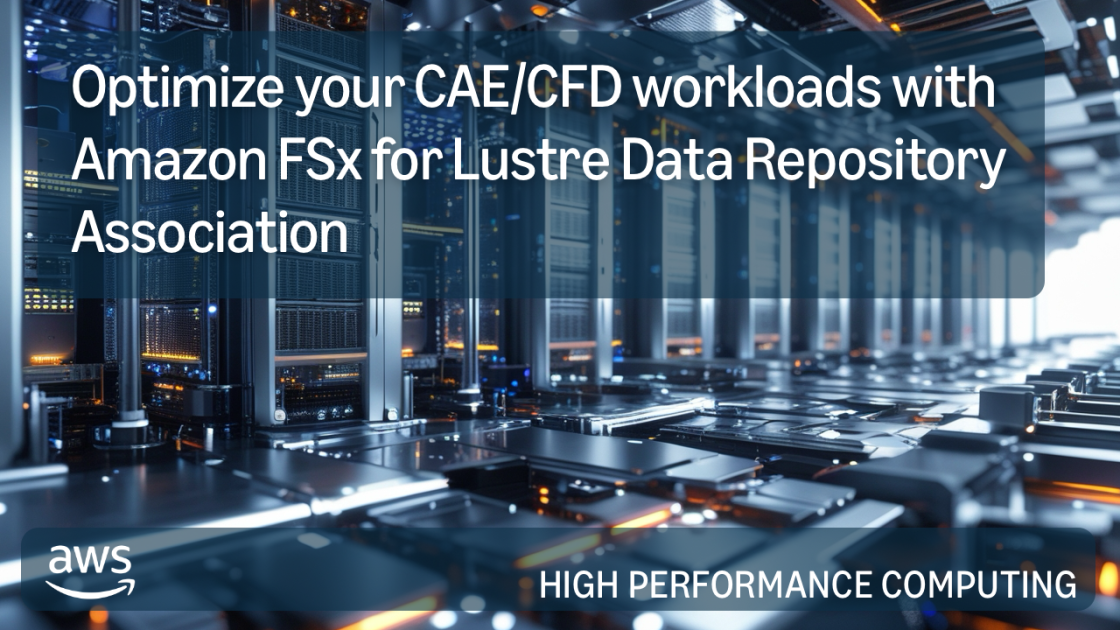 Optimize your CAE/CFD workloads with
Amazon FSx for Lustre Data Repository
Association
aws
HIGH PERFORMANCE COMPUTING